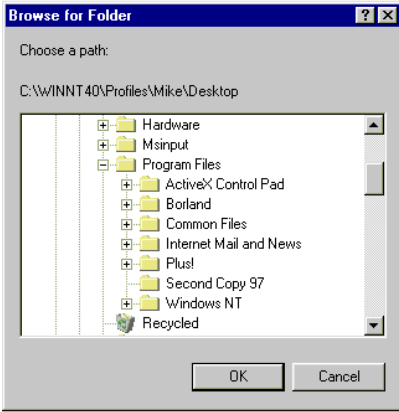 Browse for Folder
Choose a path:
C:\WINNT40\Profiles\Mike\Desktop
Hardware
Msinput
Program Files
ActiveX Control Pad
Borland
Common Files
Internet Mail and News
Plus!
Second Copy 97
Windows NT
Recycled
OK Cancel